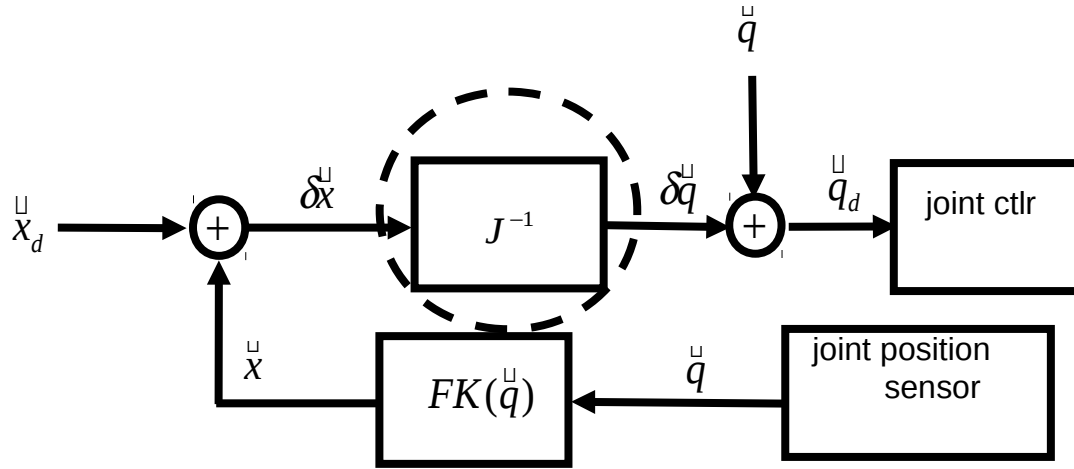 q
x_d
δx
J⁻¹
δq
q_d
joint ctlr
+
+
x
FK(q)
q
joint position
sensor